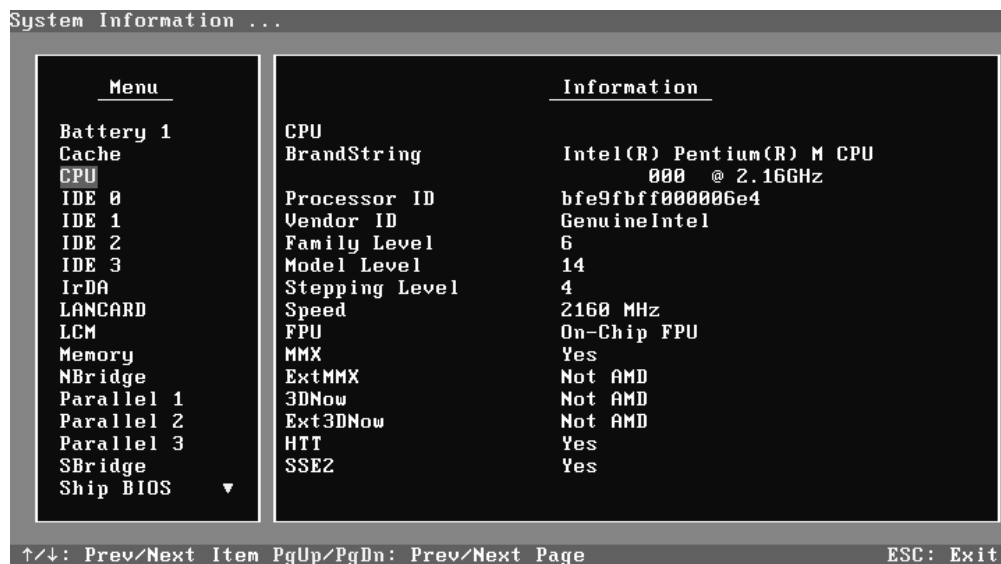 System Information ...
Menu
Battery 1
Cache
CPU
IDE 0
IDE 1
IDE 2
IDE 3
IrDA
LANCARD
LCM
Memory
NBridge
Parallel 1
Parallel 2
Parallel 3
SBridge
Ship BIOS ▼
Information
CPU
BrandString Intel(R) Pentium(R) M CPU
000 @ 2.16GHz
Processor ID bfe9fbff000006e4
Vendor ID GenuineIntel
Family Level 6
Model Level 14
Stepping Level 4
Speed 2160 MHz
FPU On-Chip FPU
MMX Yes
ExtMMX Not AMD
3DNow Not AMD
Ext3DNow Not AMD
HTT Yes
SSE2 Yes
↑/↓: Prev/Next Item PgUp/PgDn: Prev/Next Page ESC: Exit